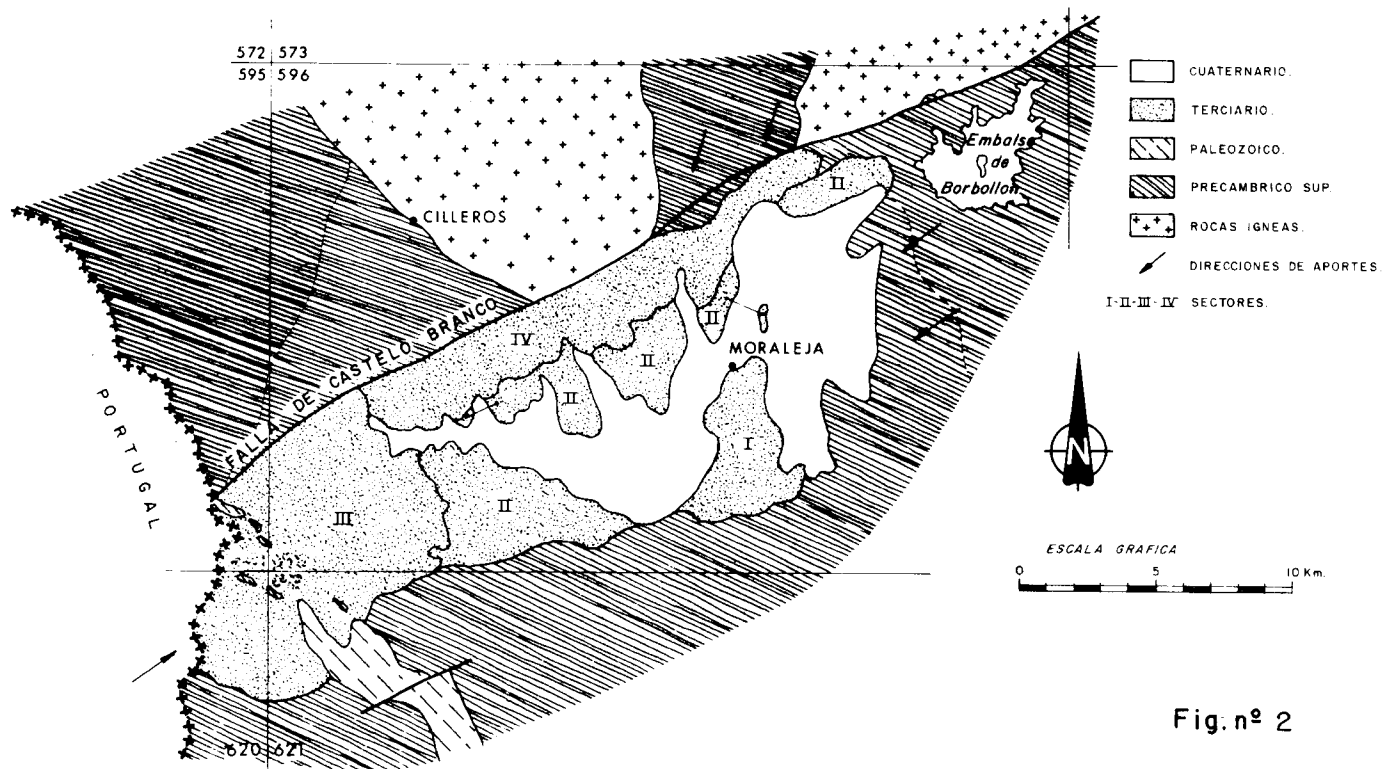 572 573
595 596
CILLEROS
FALLA DE CASTELO BRANCO
PORTUGAL
Embalse
de
Borbollon
MORALEJA
II
IV
II
II
II
I
III
II
620 621
CUATERNARIO.
TERCIARIO.
PALEOZOICO.
PRECAMBRICO SUP.
ROCAS IGNEAS.
DIRECCIONES DE APORTES.
I-II-III-IV SECTORES.
N
ESCALA GRAFICA
0 5 10 Km.
Fig. nº 2